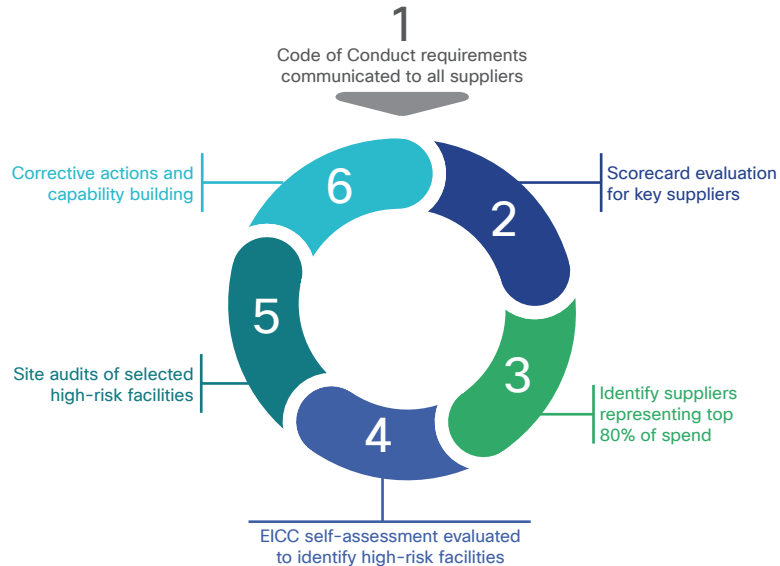 1
Code of Conduct requirements
communicated to all suppliers
2
Scorecard evaluation
for key suppliers
3
Identify suppliers
representing top
80% of spend
4
EICC self-assessment evaluated
to identify high-risk facilities
5
Site audits of selected
high-risk facilities
6
Corrective actions and
capability building